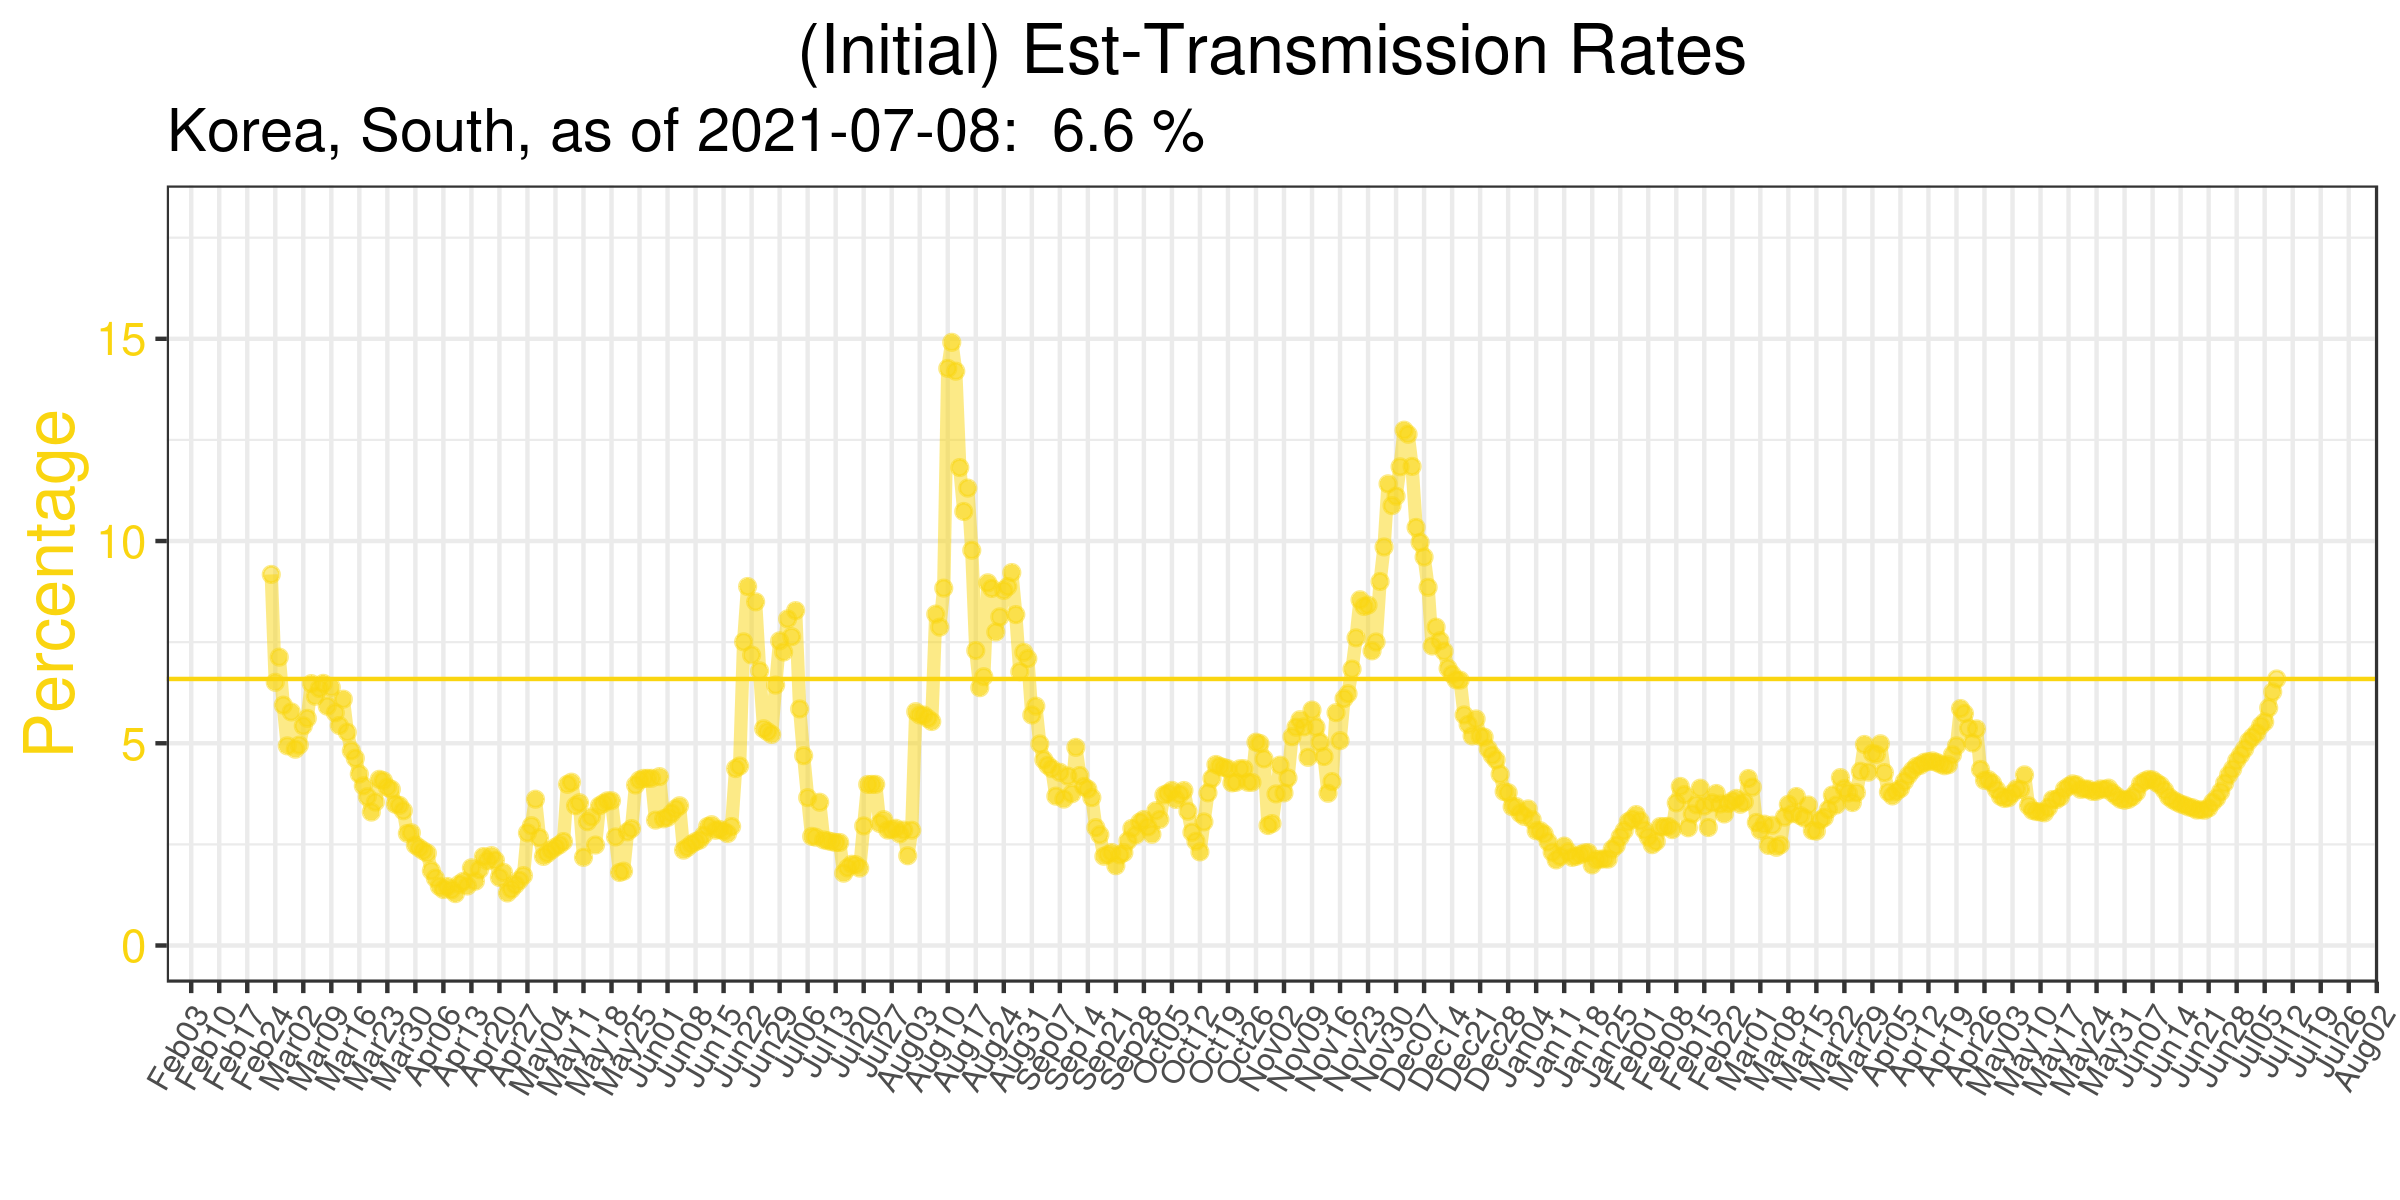 (Initial) Est-Transmission Rates
Korea, South, as of 2021-07-08:  6.6 %
Percentage
15
10
5
0
Feb03
Feb10
Feb17
Feb24
Mar02
Mar09
Mar16
Mar23
Mar30
Apr06
Apr13
Apr20
Apr27
May04
May11
May18
May25
Jun01
Jun08
Jun15
Jun22
Jun29
Jul06
Jul13
Jul20
Jul27
Aug03
Aug10
Aug17
Aug24
Aug31
Sep07
Sep14
Sep21
Sep28
Oct05
Oct12
Oct19
Oct26
Nov02
Nov09
Nov16
Nov23
Nov30
Dec07
Dec14
Dec21
Dec28
Jan04
Jan11
Jan18
Jan25
Feb01
Feb08
Feb15
Feb22
Mar01
Mar08
Mar15
Mar22
Mar29
Apr05
Apr12
Apr19
Apr26
May03
May10
May17
May24
May31
Jun07
Jun14
Jun21
Jun28
Jul05
Jul12
Jul19
Jul26
Aug02